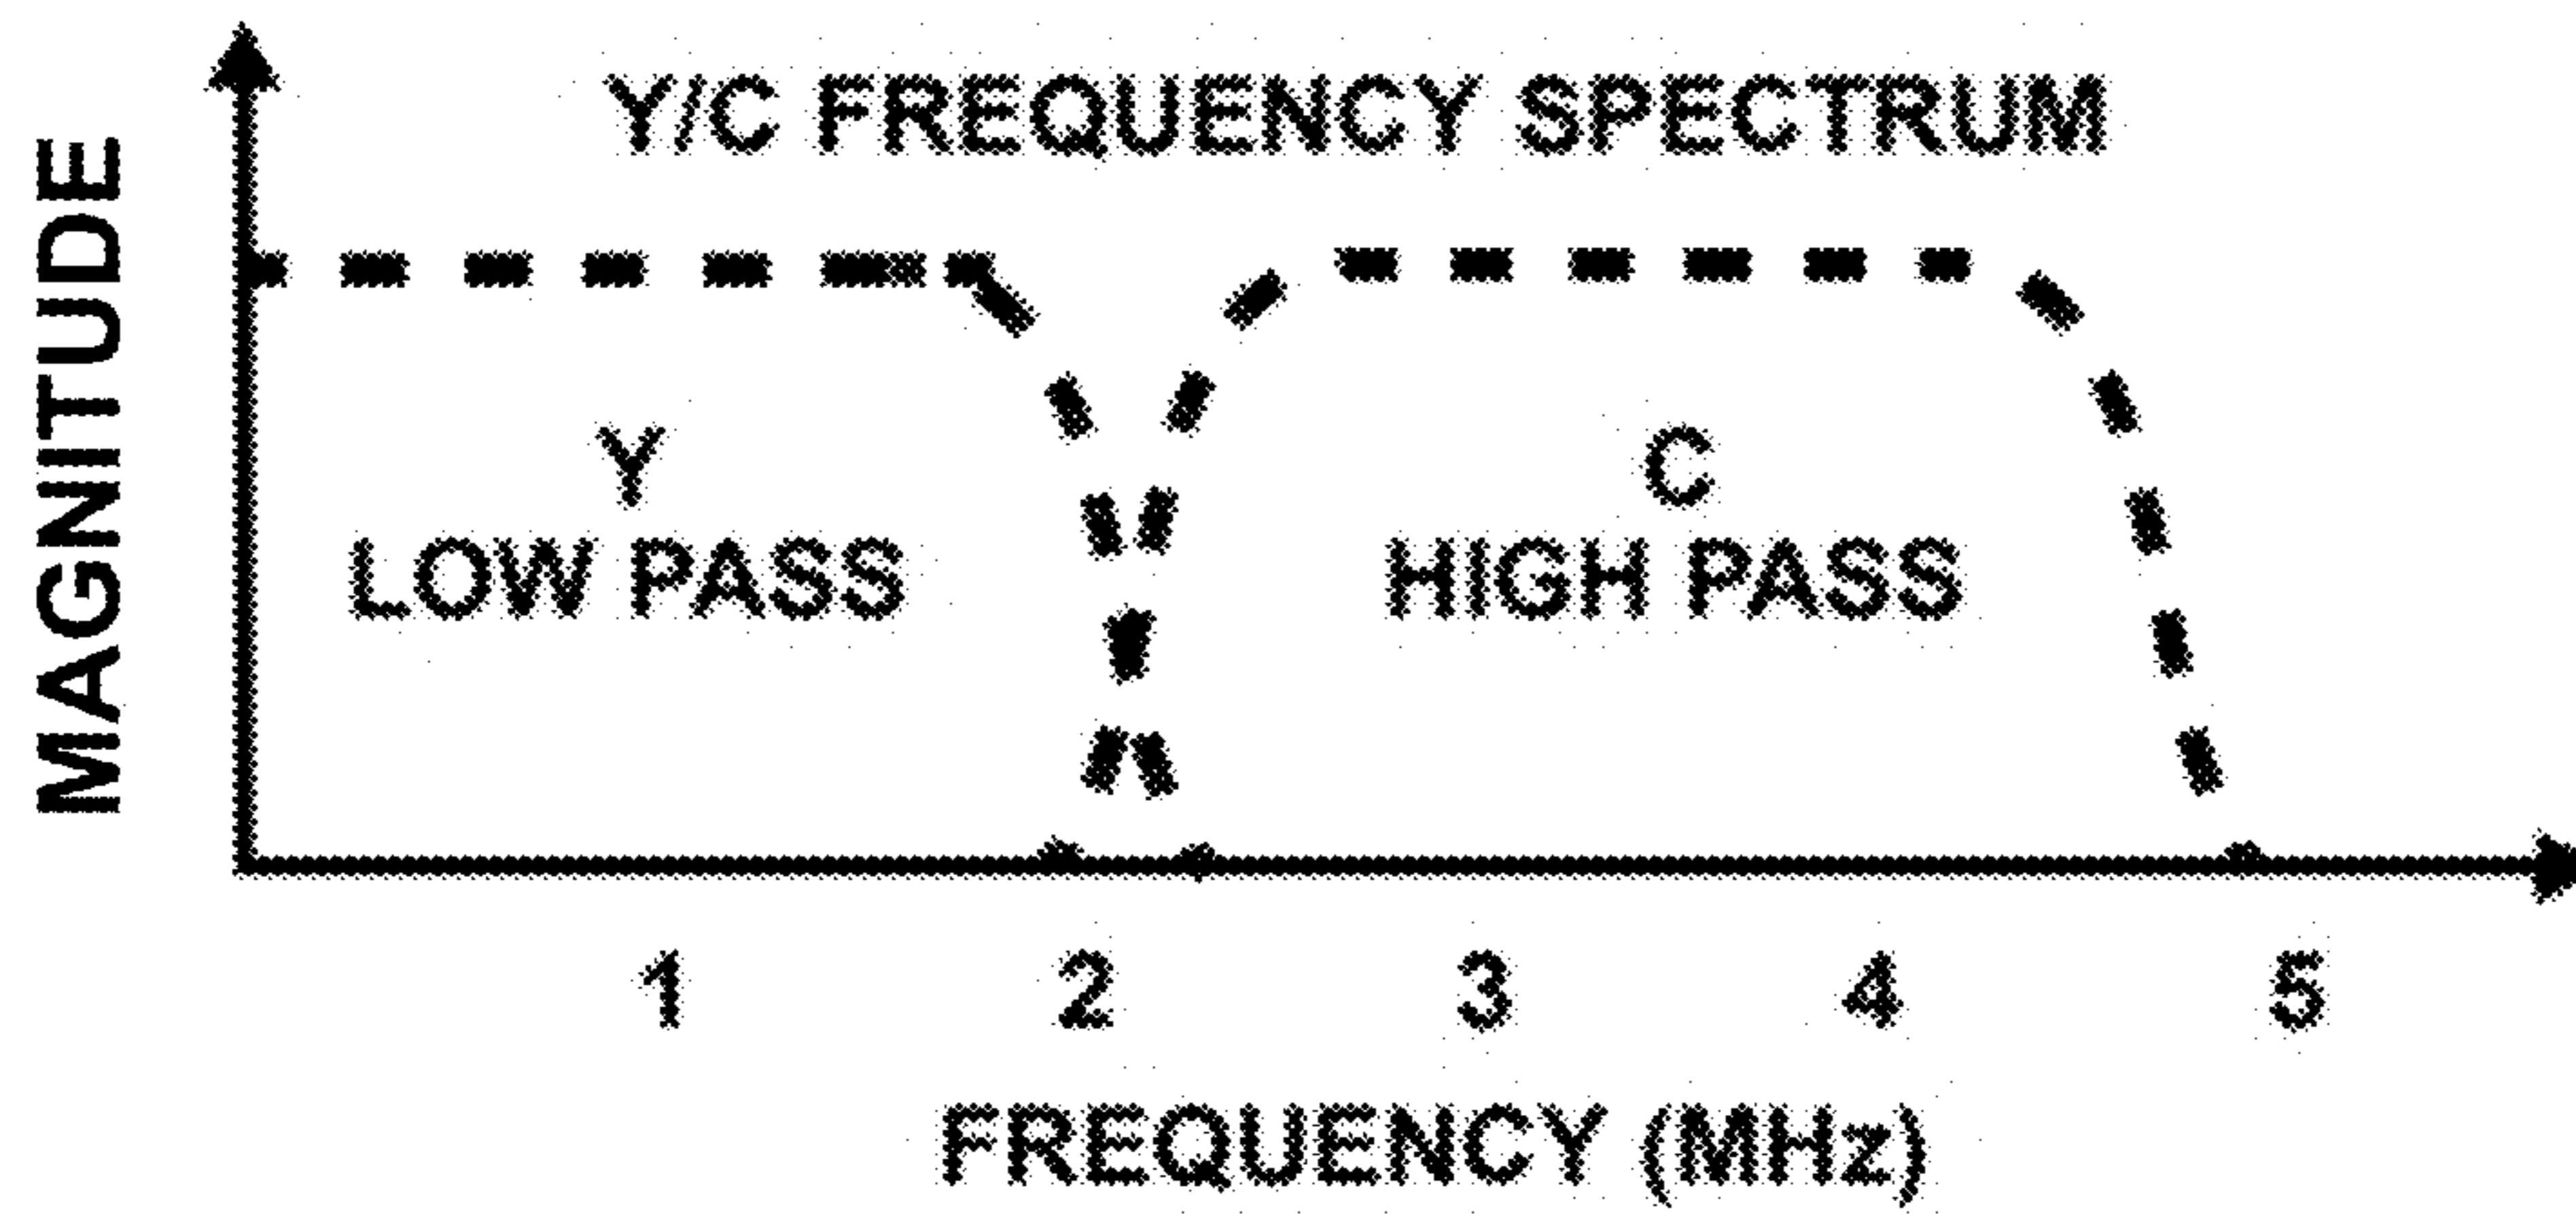 Y/C FREQUENCY SPECTRUM
MAGNITUDE
Y
LOW PASS
C
HIGH PASS
1 2 3 4 5
FREQUENCY (MHz)